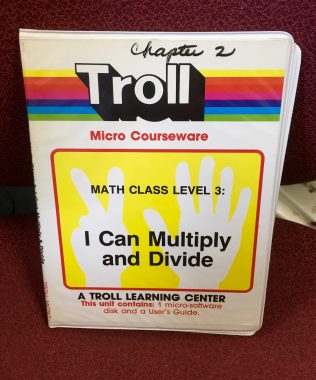 Chapter 2
Troll
Micro Courseware
MATH CLASS LEVEL 3:
I Can Multiply
and Divide
A TROLL LEARNING CENTER
This unit contains: 1 micro-software
disk and a User's Guide.